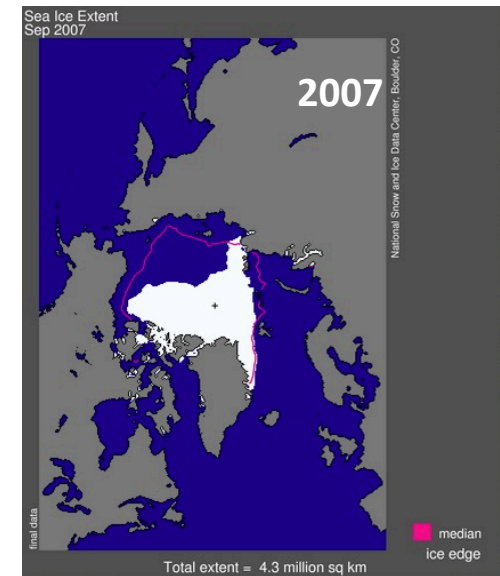 Sea Ice Extent
Sep 2007
2007
National Snow and Ice Data Center, Boulder, CO
final data
median
ice edge
Total extent = 4.3 million sq km